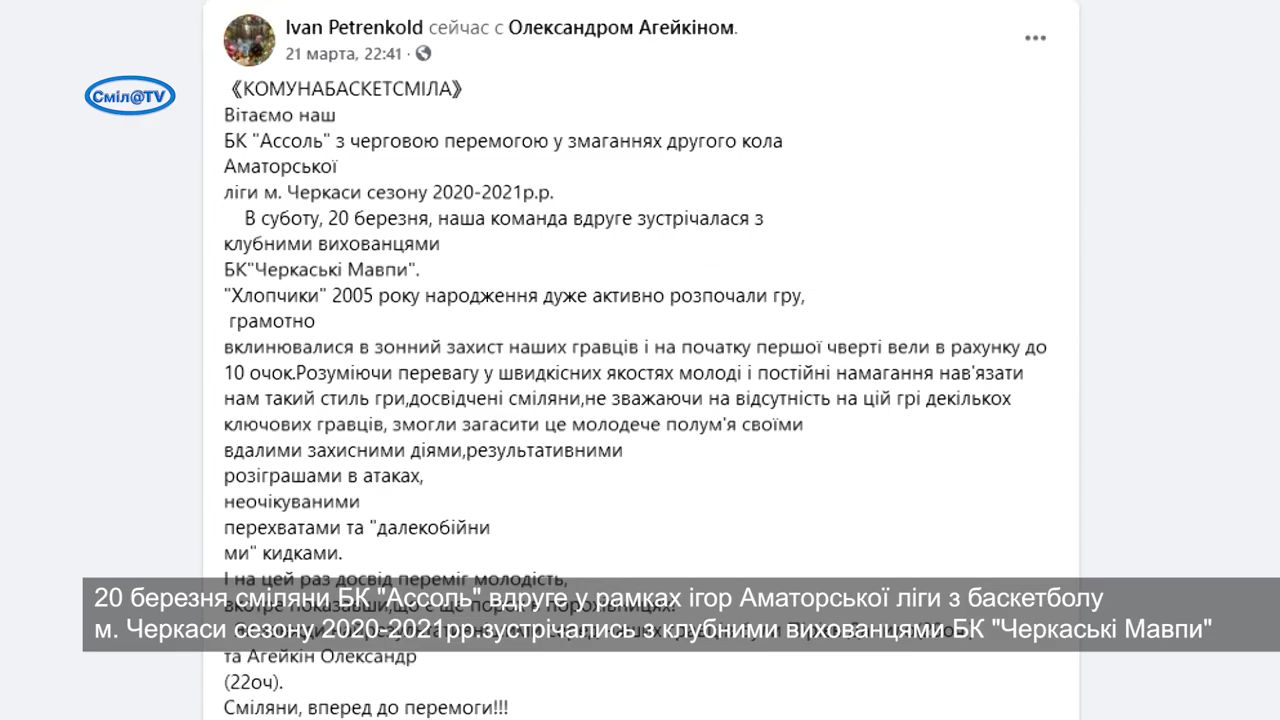 Ivan Petrenkold сейчас с Олександром Агейкіном.
21 марта, 22:41 ·
Сміл@TV
《КОМУНАБАСКЕТСМІЛА》
Вітаємо наш
БК "Ассоль" з черговою перемогою у змаганнях другого кола
Аматорської
ліги м. Черкаси сезону 2020-2021р.р.
В суботу, 20 березня, наша команда вдруге зустрічалася з
клубними вихованцями
БК"Черкаські Мавпи".
"Хлопчики" 2005 року народження дуже активно розпочали гру,
грамотно
вклинювалися в зонний захист наших гравців і на початку першої чверті вели в рахунку до
10 очок.Розуміючи перевагу у швидкісних якостях молоді і постійні намагання нав'язати
нам такий стиль гри,досвідчені сміляни,не зважаючи на відсутність на цій грі декількох
ключових гравців, змогли загасити це молодече полум'я своїми
вдалими захисними діями,результативними
розіграшами в атаках,
неочікуваними
перехватами та "далекобійни
ми" кидками.
І на цей раз досвід переміг молодість,
20 березня сміляни БК "Ассоль" вдруге у рамках ігор Аматорської ліги з баскетболу
м. Черкаси сезону 2020-2021рр.зустрічались з клубними вихованцями БК "Черкаські Мавпи"
та Агейкін Олександр
(22оч).
Сміляни, вперед до перемоги!!!